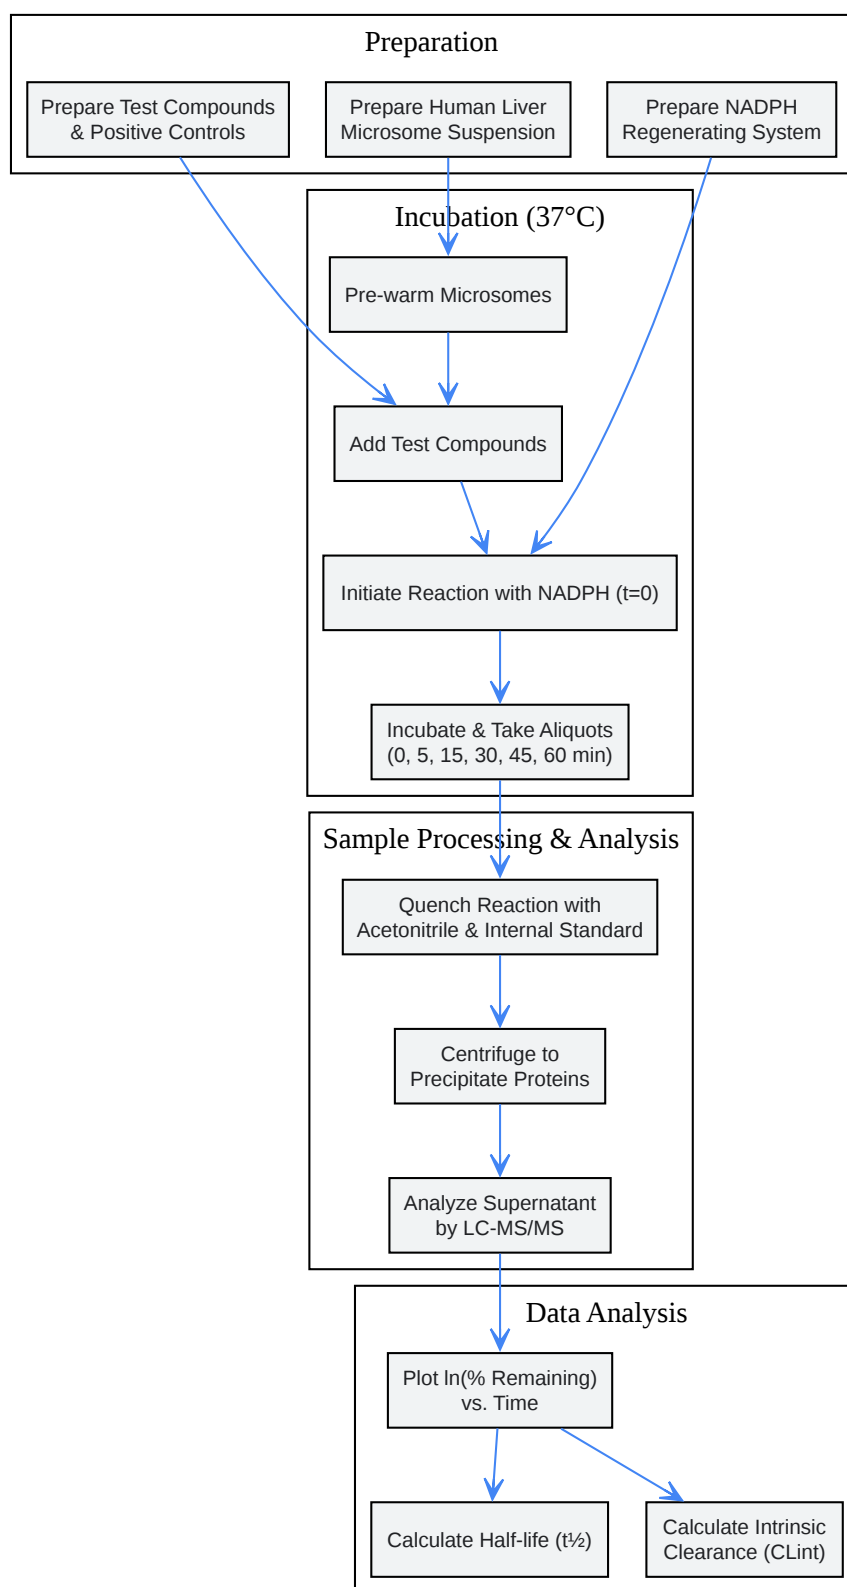 Preparation
Prepare Test Compounds
& Positive Controls
Prepare Human Liver
Microsome Suspension
Prepare NADPH
Regenerating System
Incubation (37°C)
Pre-warm Microsomes
Add Test Compounds
Initiate Reaction with NADPH (t=0)
Incubate & Take Aliquots
(0, 5, 15, 30, 45, 60 min)
Sample Processing & Analysis
Quench Reaction with
Acetonitrile & Internal Standard
Centrifuge to
Precipitate Proteins
Analyze Supernatant
by LC-MS/MS
Data Analysis
Plot ln(% Remaining)
vs. Time
Calculate Half-life (t½)
Calculate Intrinsic
Clearance (CLint)